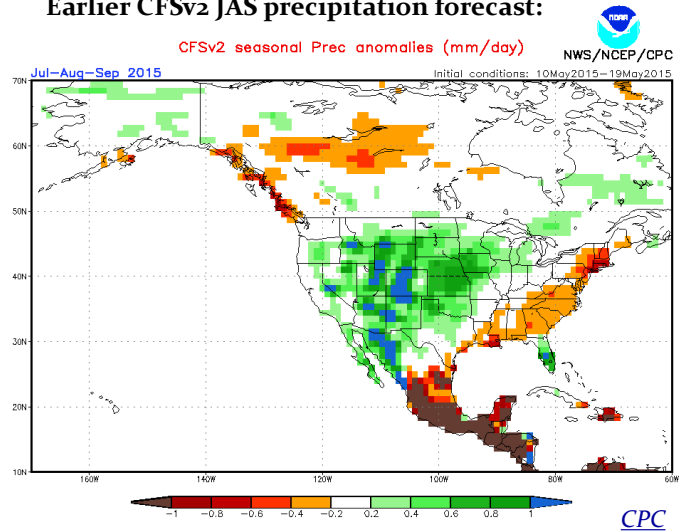 Earlier CFSv2 JAS precipitation forecast:
NOAA
CFSv2 seasonal Prec anomalies (mm/day)
NWS/NCEP/CPC
Jul-Aug-Sep 2015
Initial conditions: 10May2015-19May2015
70N
60N
50N
40N
30N
20N
10N
160W 140W 120W 100W 80W 60W
-1 -0.8 -0.6 -0.4 -0.2 0.2 0.4 0.6 0.8 1
CPC